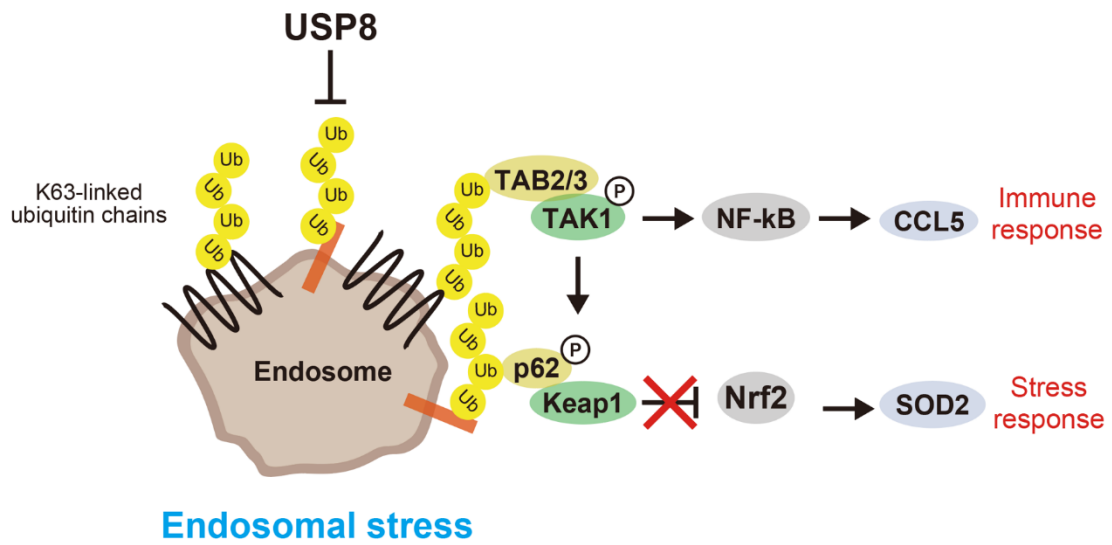 USP8
Ub
Ub
Ub
Ub
Ub
Ub
Ub
Ub
K63-linked
ubiquitin chains
Ub
Ub
Ub
Ub
TAB2/3
P
TAK1
NF-kB
CCL5
Immune
response
Ub
Ub
Ub
Ub
p62
P
Keap1
Nrf2
SOD2
Stress
response
Endosome
Endosomal stress